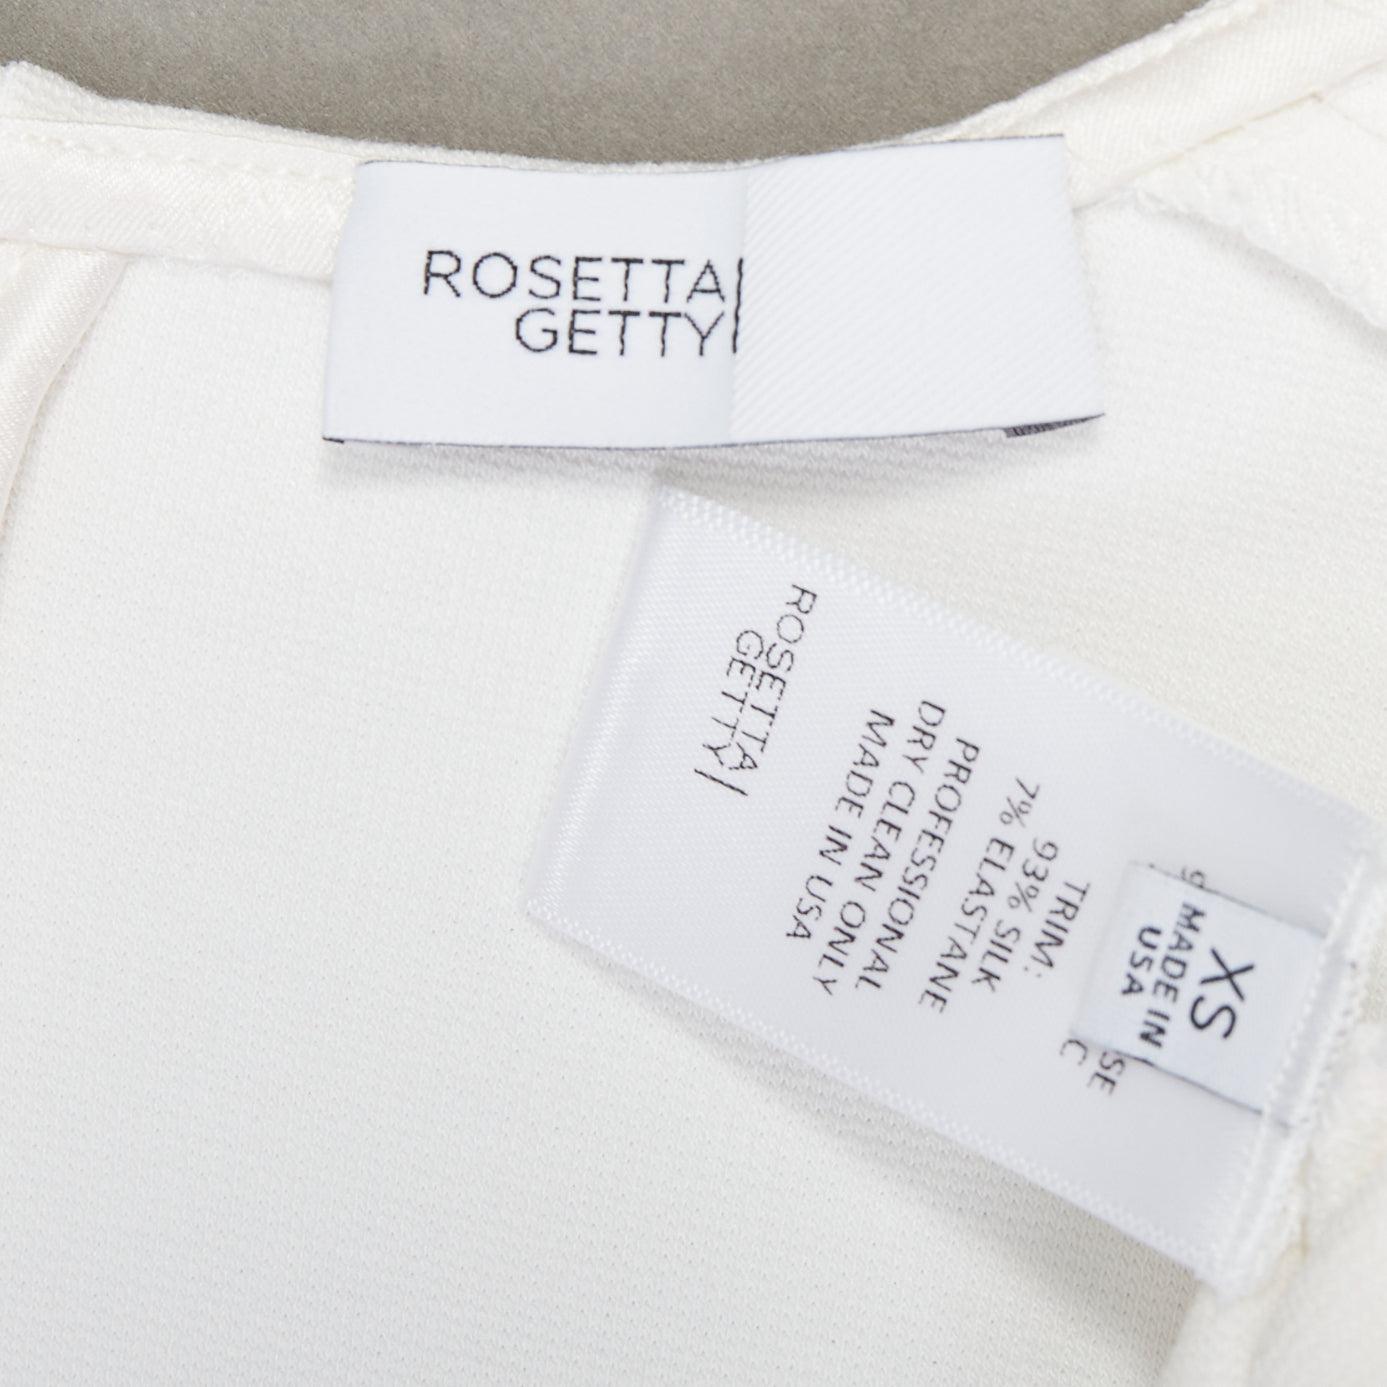 ROSETTA
GETTY
XS
MADE IN
USA
TRIM:
93% SILK
7% ELASTANE
PROFESSIONAL
DRY CLEAN ONLY
MADE IN USA
ROSETTA
GETTY